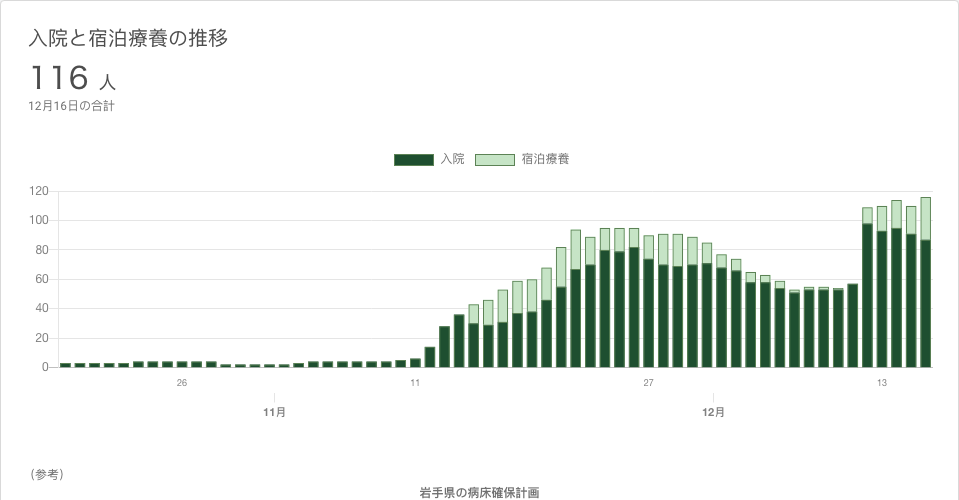 入院と宿泊療養の推移
116 人
12月16日の合計
入院 宿泊療養
120
100
80
60
40
20
0
26 11 27 13
11月 12月
(参考)
岩手県の病床確保計画